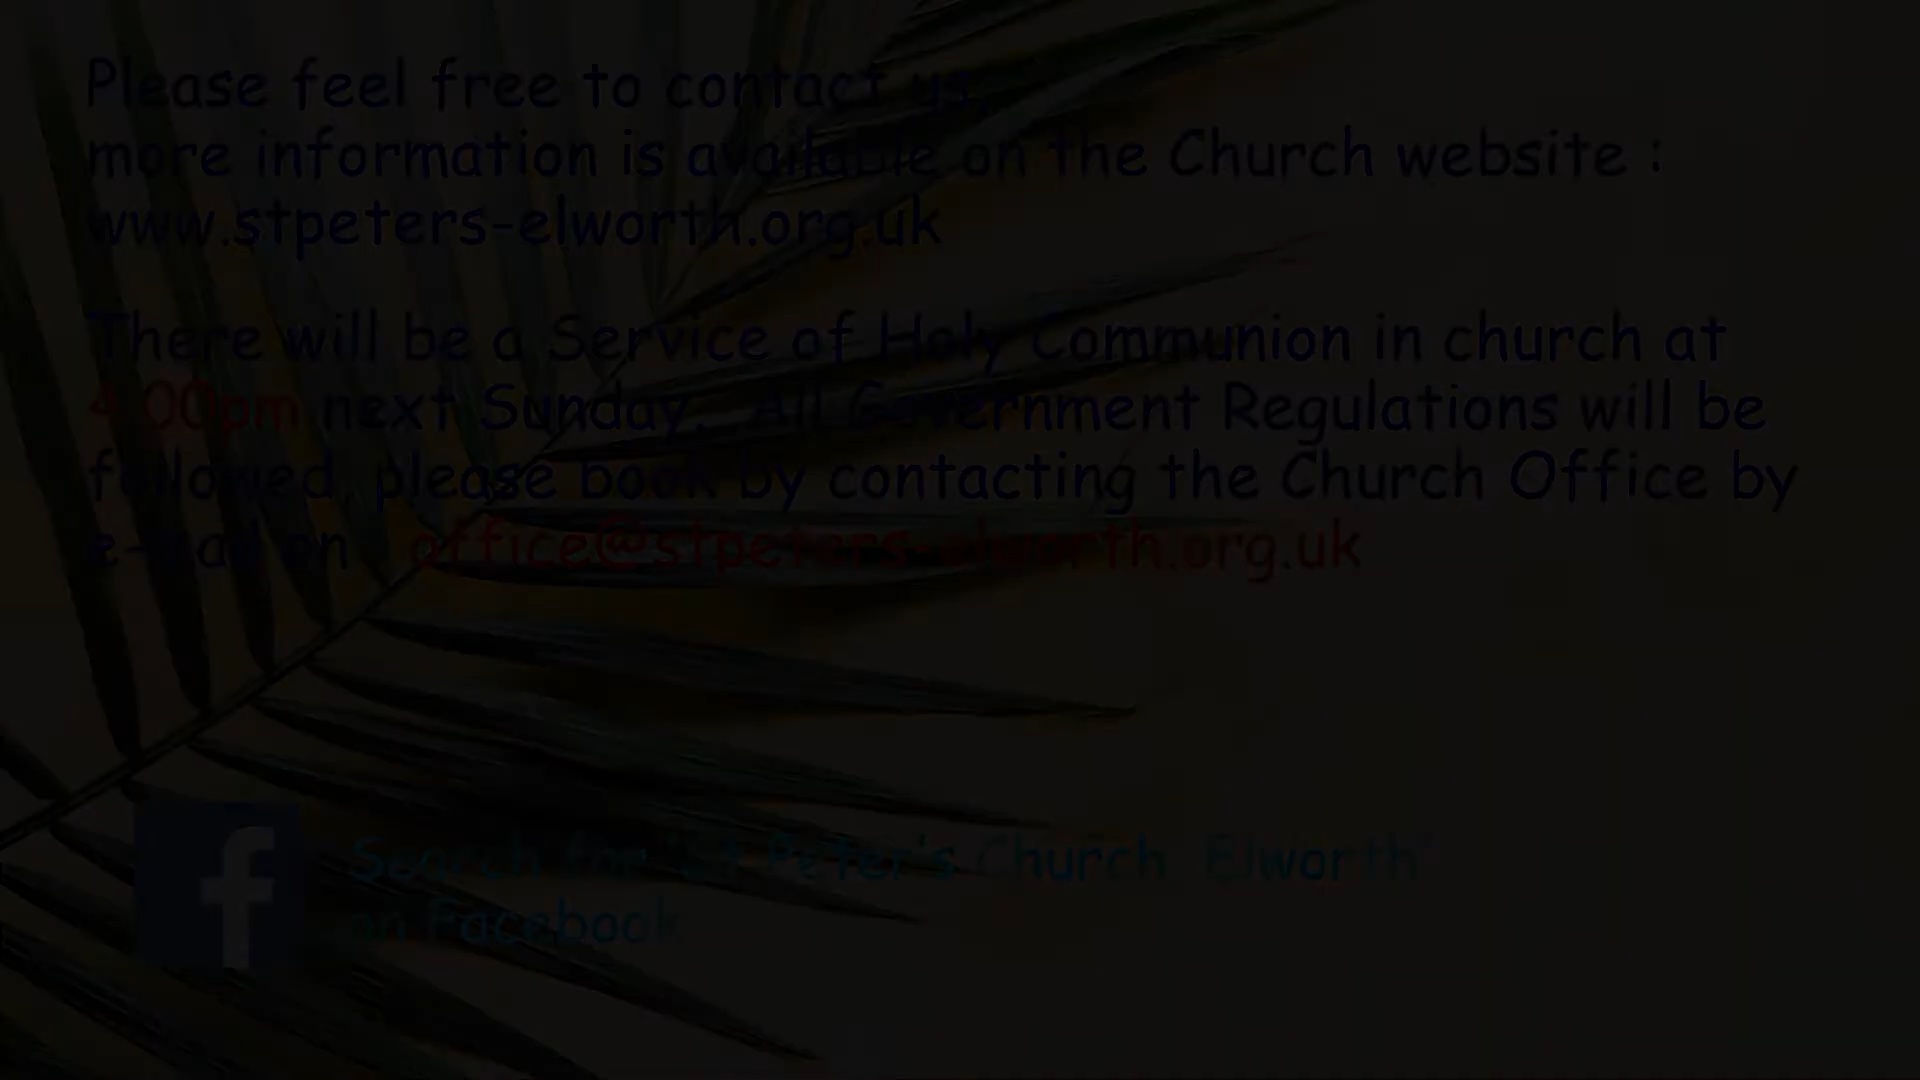 Please feel free to contact us,
more information is available on the Church website :
www.stpeters-elworth.org.uk
There will be a Service of Holy Communion in church at
4:00pm next Sunday. All Government Regulations will be
followed, please book by contacting the Church Office by
e-mail on office@stpeters-elworth.org.uk
f
Search for 'St Peter's Church Elworth'
on Facebook